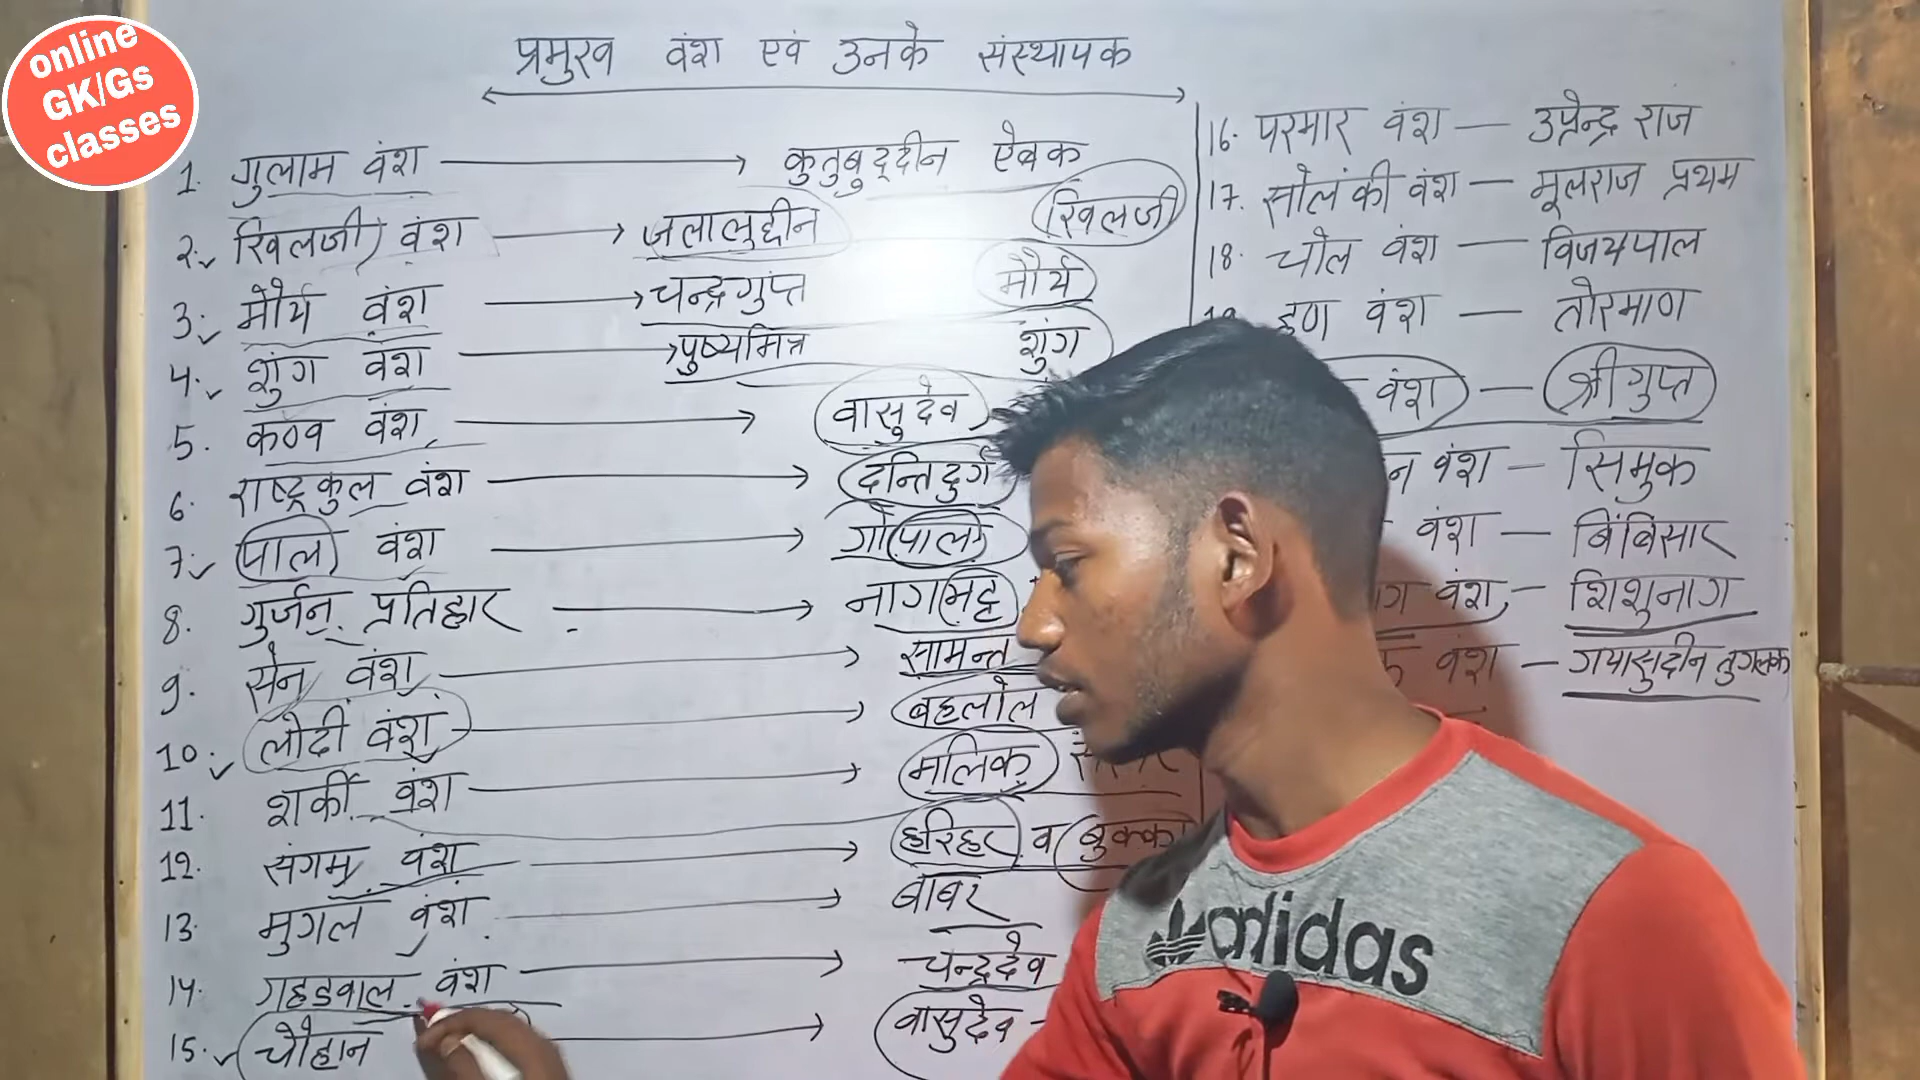 online
GK/Gs
classes
प्रमुख वंश एवं उनके संस्थापक
1. गुलाम वंश → कुतुबुद्दीन ऐबक
2. खिलजी वंश → जलालुद्दीन खिलजी
3. मौर्य वंश → चन्द्रगुप्त मौर्य
4. शुंग वंश → पुष्यमित्र शुंग
5. कण्व वंश → वासुदेव
6. राष्ट्रकुल वंश → दन्तिदुर्ग
7. पाल वंश → गोपाल
8. गुर्जन प्रतिहार → नागभट्ट
9. सेन वंश → सामन्त
10. लोदी वंश → बहलोल
11. शर्की वंश → मलिक
12. संगम वंश → हरिहर व बुक्का
13. मुगल वंश → बाबर
14. गहडवाल वंश → चन्द्रदेव
15. चौहान → वासुदेव
16. परमार वंश — उपेन्द्र राज
17. सोलंकी वंश — मूलराज प्रथम
18. चोल वंश — विजयपाल
हूण वंश — तोरमाण
वंश — श्रीगुप्त
न वंश — सिमुक
वंश — बिंबिसार
ग वंश — शिशुनाग
क वंश — गयासुदीन तुगलक
adidas